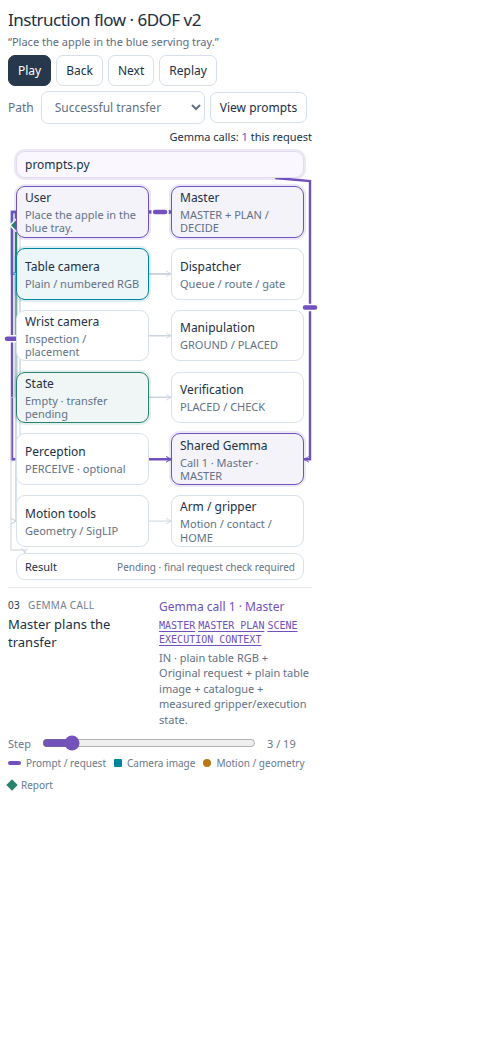 Instruction flow · 6DOF v2
“Place the apple in the blue serving tray.”
Play Back Next Replay
Path Successful transfer View prompts
Gemma calls: 1 this request
prompts.py
User
Place the apple in the
blue tray.
Master
MASTER + PLAN /
DECIDE
Table camera
Plain / numbered RGB
Dispatcher
Queue / route / gate
Wrist camera
Inspection /
placement
Manipulation
GROUND / PLACED
State
Empty · transfer
pending
Verification
PLACED / CHECK
Perception
PERCEIVE · optional
Shared Gemma
Call 1 · Master ·
MASTER
Motion tools
Geometry / SigLIP
Arm / gripper
Motion / contact /
HOME
Result Pending · final request check required
03 GEMMA CALL
Master plans the
transfer
Gemma call 1 · Master
MASTER MASTER PLAN SCENE
EXECUTION CONTEXT
IN · plain table RGB +
Original request + plain table
image + catalogue +
measured gripper/execution
state.
Step 3 / 19
Prompt / request Camera image Motion / geometry
Report